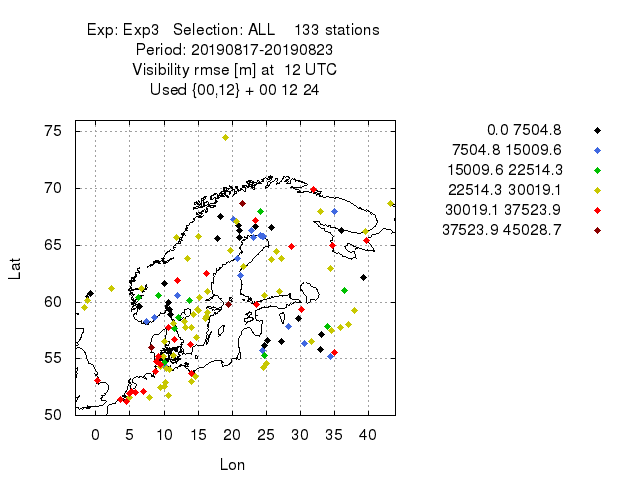 Exp: Exp3   Selection: ALL    133 stations
Period: 20190817-20190823
Visibility rmse [m] at  12 UTC
Used {00,12} + 00 12 24
0.0 7504.8
7504.8 15009.6
15009.6 22514.3
22514.3 30019.1
30019.1 37523.9
37523.9 45028.7
75
70
65
60
55
50
Lat
0 5 10 15 20 25 30 35 40
Lon